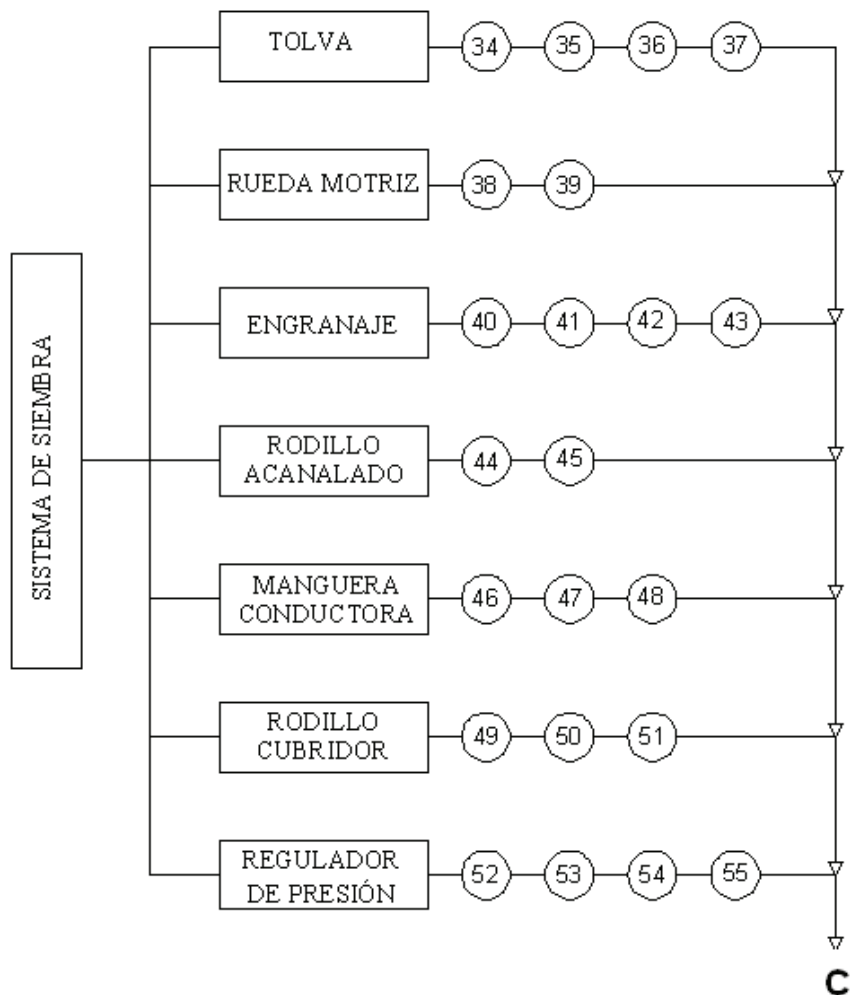 TOLVA
34 35 36 37
RUEDA MOTRIZ
38 39
ENGRANAJE
40 41 42 43
SISTEMA DE SIEMBRA
RODILLO
ACANALADO
44 45
MANGUERA
CONDUCTORA
46 47 48
RODILLO
CUBRIDOR
49 50 51
REGULADOR
DE PRESIÓN
52 53 54 55
C